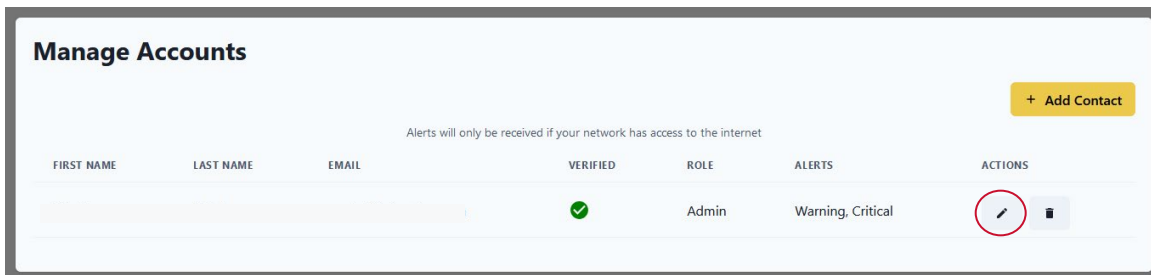 Manage Accounts
+ Add Contact
Alerts will only be received if your network has access to the internet
FIRST NAME LAST NAME EMAIL VERIFIED ROLE ALERTS ACTIONS
Admin Warning, Critical